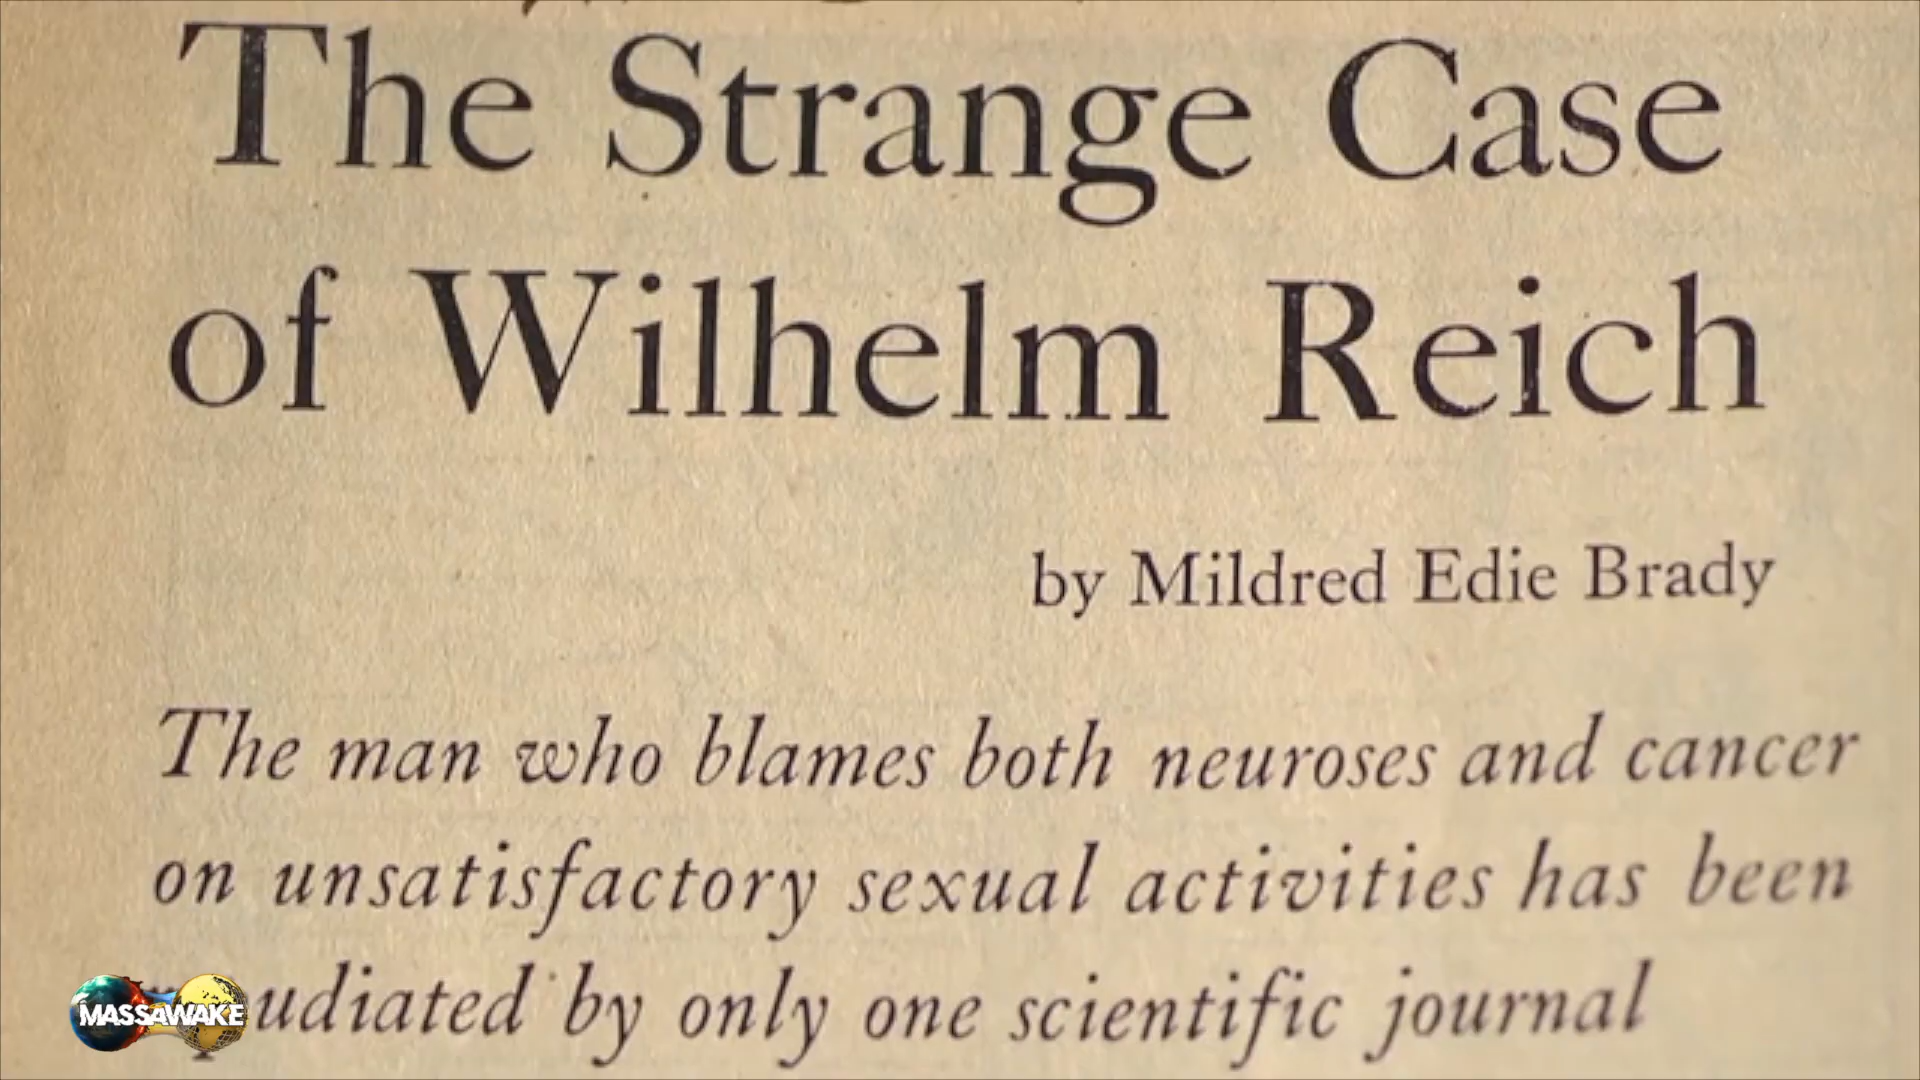 The Strange Case
of Wilhelm Reich
by Mildred Edie Brady
The man who blames both neuroses and cancer
on unsatisfactory sexual activities has been
udiated by only one scientific journal
MASSAWAKE